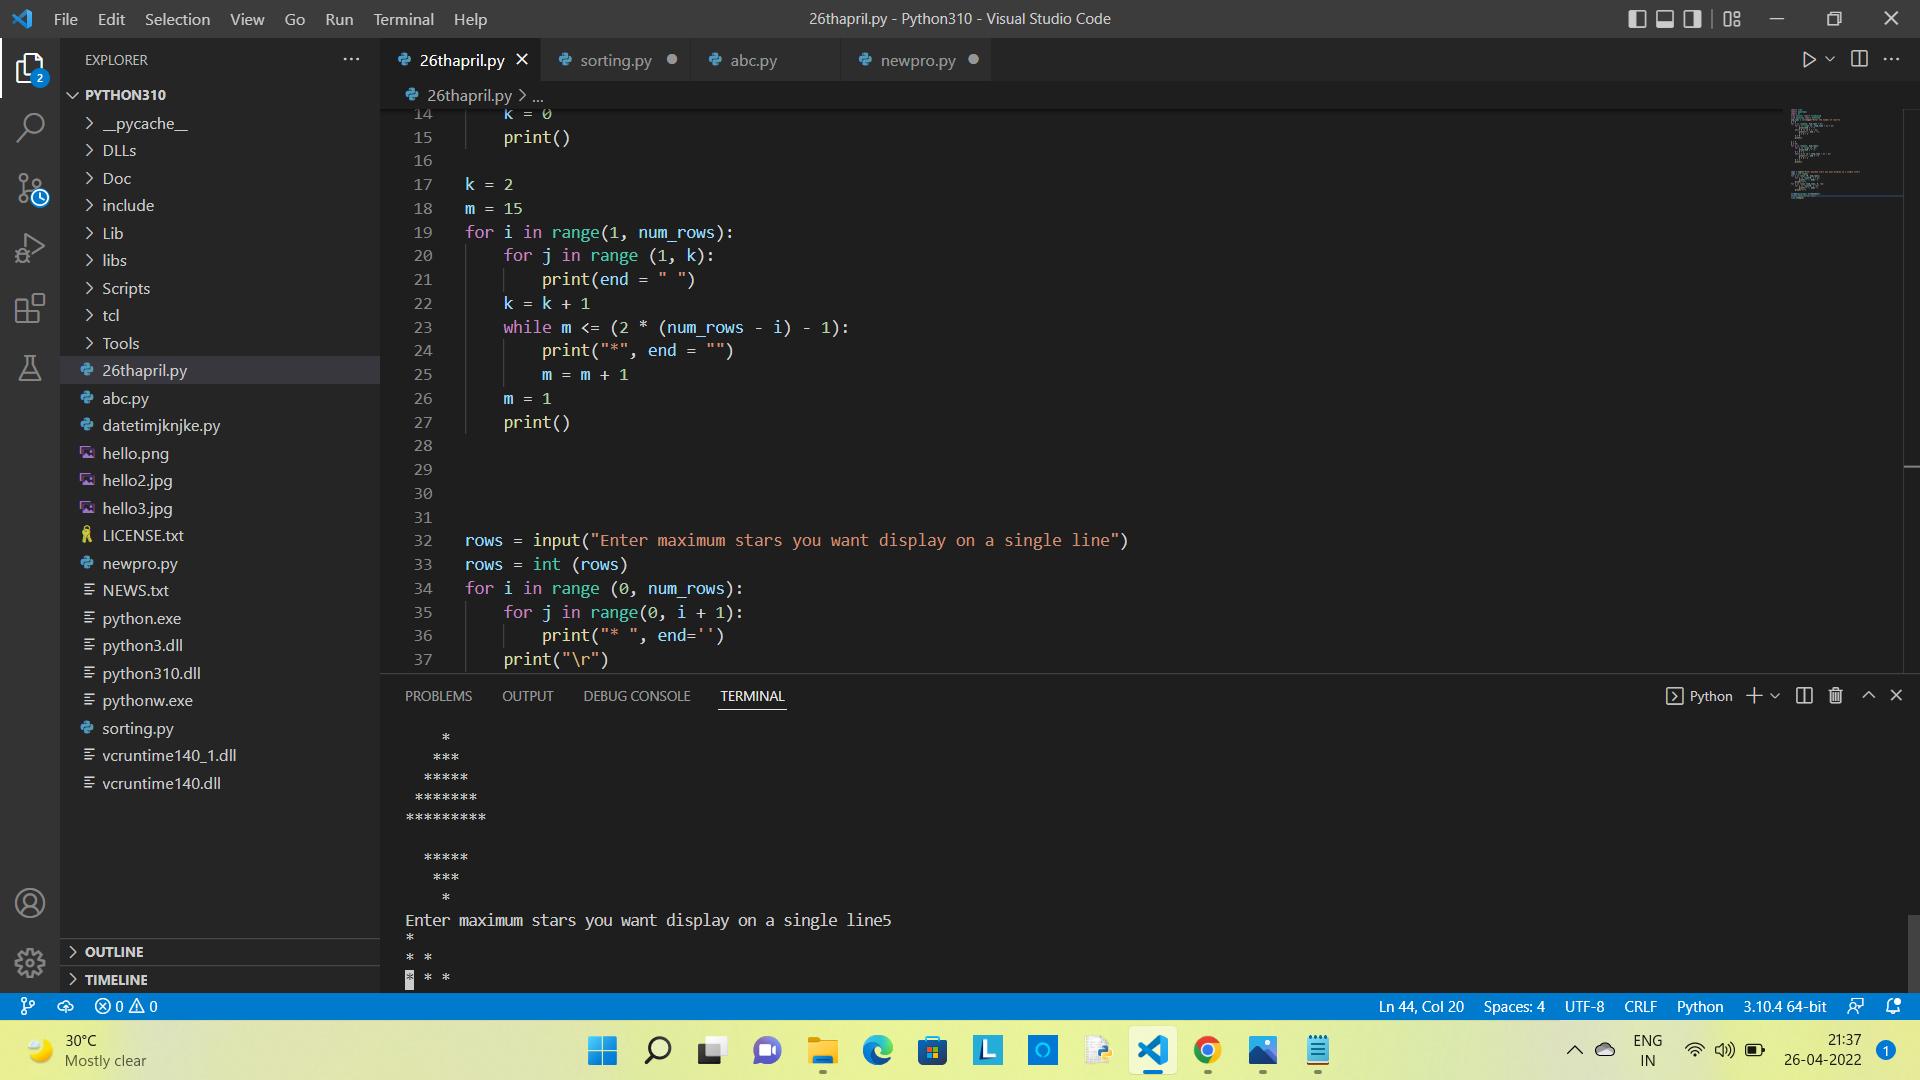 File Edit Selection View Go Run Terminal Help
26thapril.py - Python310 - Visual Studio Code
EXPLORER
26thapril.py
sorting.py
abc.py
newpro.py
2
PYTHON310
26thapril.py > ...
__pycache__
DLLs
Doc
include
Lib
libs
Scripts
tcl
Tools
26thapril.py
abc.py
datetimjknjke.py
hello.png
hello2.jpg
hello3.jpg
LICENSE.txt
newpro.py
NEWS.txt
python.exe
python3.dll
python310.dll
pythonw.exe
sorting.py
vcruntime140_1.dll
vcruntime140.dll
OUTLINE
TIMELINE
14 k = 0
15 print()
16
17 k = 2
18 m = 15
19 for i in range(1, num_rows):
20 for j in range (1, k):
21 print(end = " ")
22 k = k + 1
23 while m <= (2 * (num_rows - i) - 1):
24 print("*", end = "")
25 m = m + 1
26 m = 1
27 print()
28
29
30
31
32 rows = input("Enter maximum stars you want display on a single line")
33 rows = int (rows)
34 for i in range (0, num_rows):
35 for j in range(0, i + 1):
36 print("* ", end='')
37 print("\r")
PROBLEMS OUTPUT DEBUG CONSOLE TERMINAL
Python
*
***
*****
*******
*********
*****
***
*
Enter maximum stars you want display on a single line5
*
* *
* * *
0 0
Ln 44, Col 20 Spaces: 4 UTF-8 CRLF Python 3.10.4 64-bit
30°C
Mostly clear
ENG
IN
21:37
26-04-2022
1